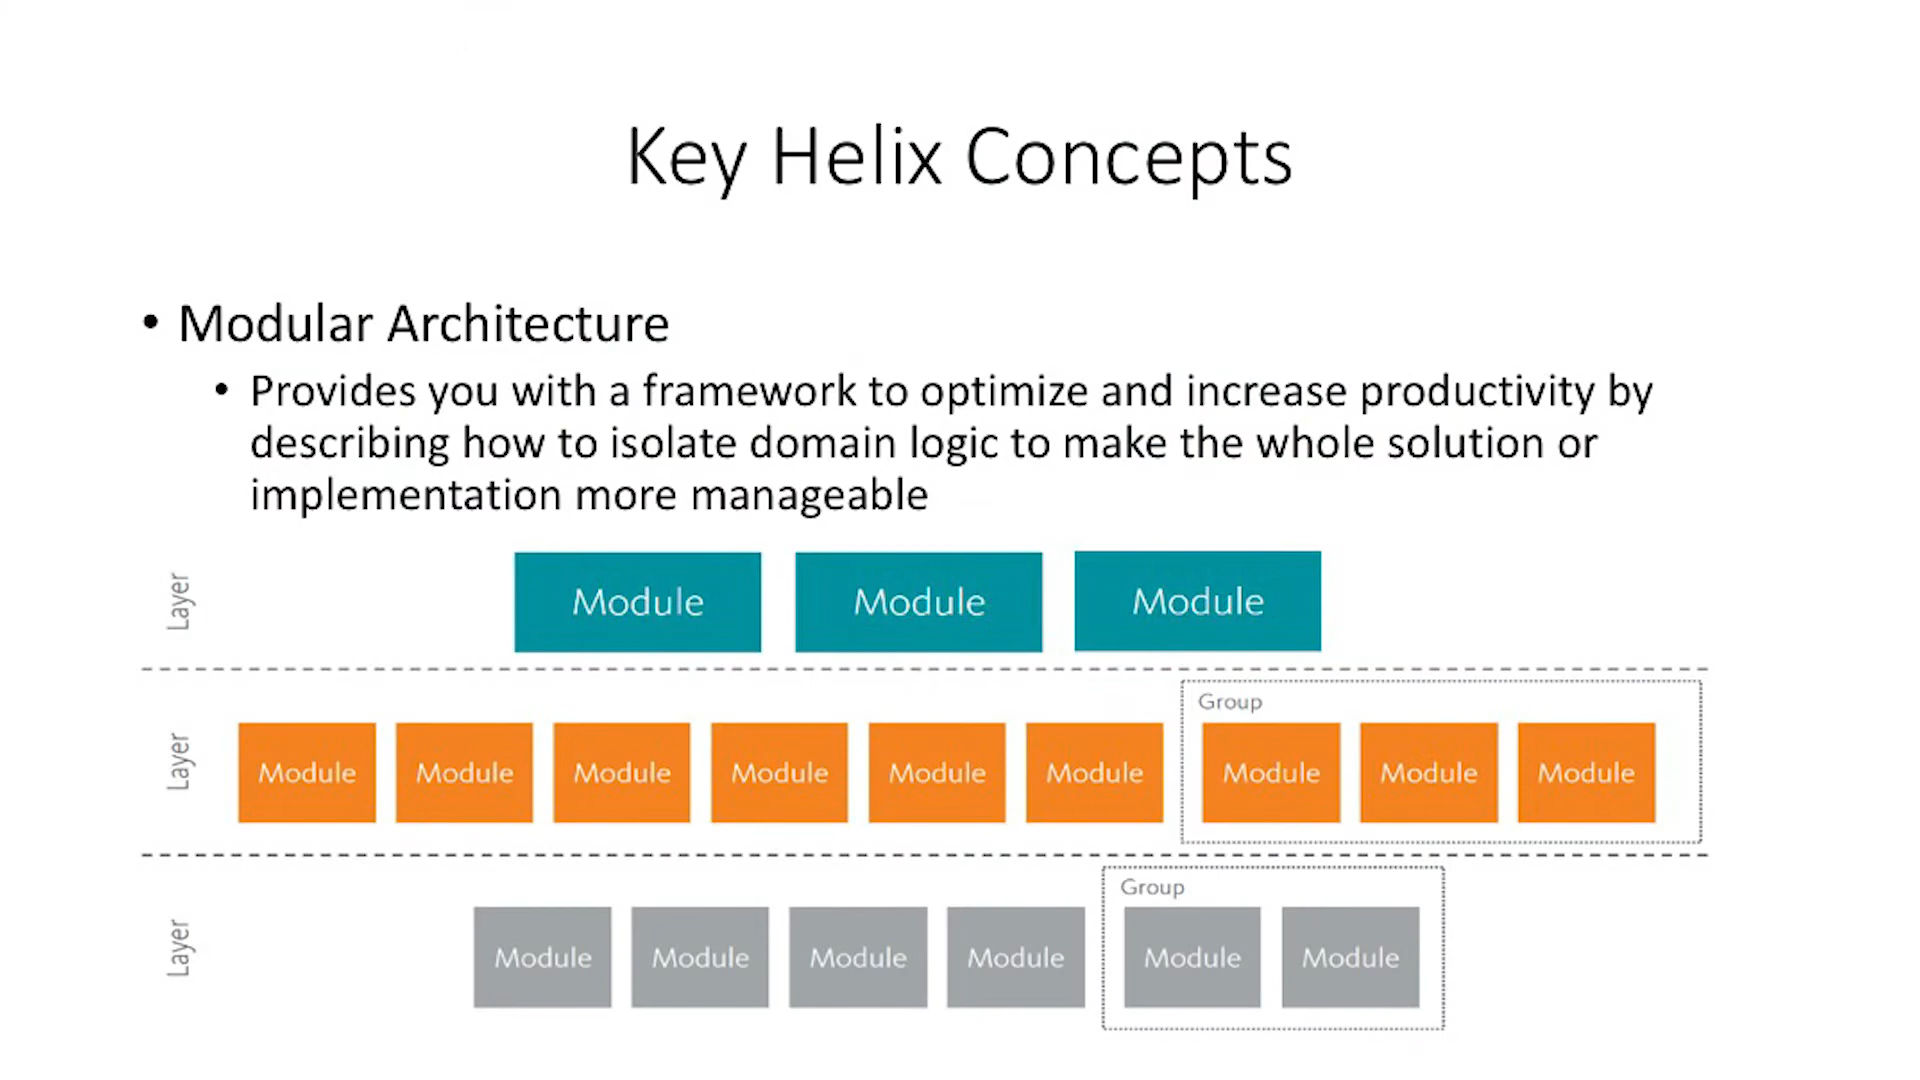 Key Helix Concepts
• Modular Architecture
• Provides you with a framework to optimize and increase productivity by
describing how to isolate domain logic to make the whole solution or
implementation more manageable
Layer Module Module Module
Group
Layer Module Module Module Module Module Module Module Module Module
Group
Layer Module Module Module Module Module Module